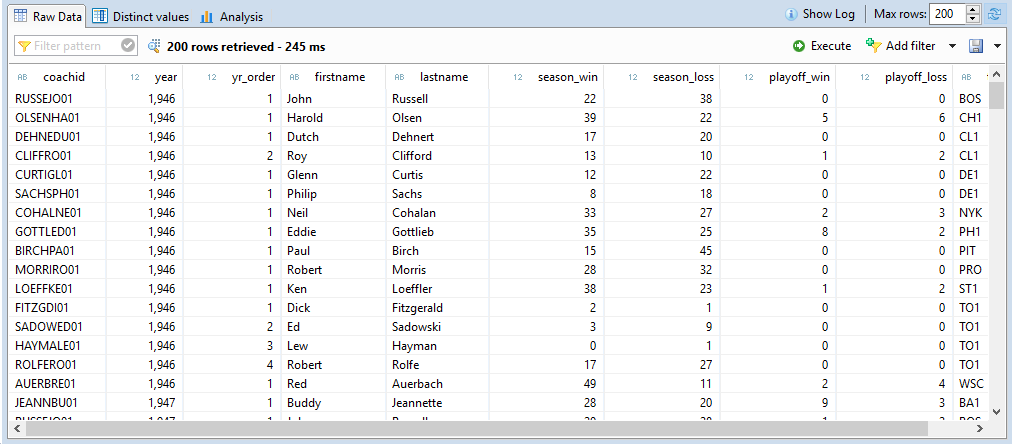 Raw Data Distinct values Analysis Show Log Max rows: 200
Filter pattern 200 rows retrieved - 245 ms Execute Add filter
AB coachid 12 year 12 yr_order AB firstname AB lastname 12 season_win 12 season_loss 12 playoff_win 12 playoff_loss AB
RUSSEJO01 1,946 1 John Russell 22 38 0 0 BOS
OLSENHA01 1,946 1 Harold Olsen 39 22 5 6 CH1
DEHNEDU01 1,946 1 Dutch Dehnert 17 20 0 0 CL1
CLIFFRO01 1,946 2 Roy Clifford 13 10 1 2 CL1
CURTIGL01 1,946 1 Glenn Curtis 12 22 0 0 DE1
SACHSPH01 1,946 1 Philip Sachs 8 18 0 0 DE1
COHALNE01 1,946 1 Neil Cohalan 33 27 2 3 NYK
GOTTLED01 1,946 1 Eddie Gottlieb 35 25 8 2 PH1
BIRCHPA01 1,946 1 Paul Birch 15 45 0 0 PIT
MORRIRO01 1,946 1 Robert Morris 28 32 0 0 PRO
LOEFFKE01 1,946 1 Ken Loeffler 38 23 1 2 ST1
FITZGDI01 1,946 1 Dick Fitzgerald 2 1 0 0 TO1
SADOWED01 1,946 2 Ed Sadowski 3 9 0 0 TO1
HAYMALE01 1,946 3 Lew Hayman 0 1 0 0 TO1
ROLFERO01 1,946 4 Robert Rolfe 17 27 0 0 TO1
AUERBRE01 1,946 1 Red Auerbach 49 11 2 4 WSC
JEANNBU01 1,947 1 Buddy Jeannette 28 20 9 3 BA1